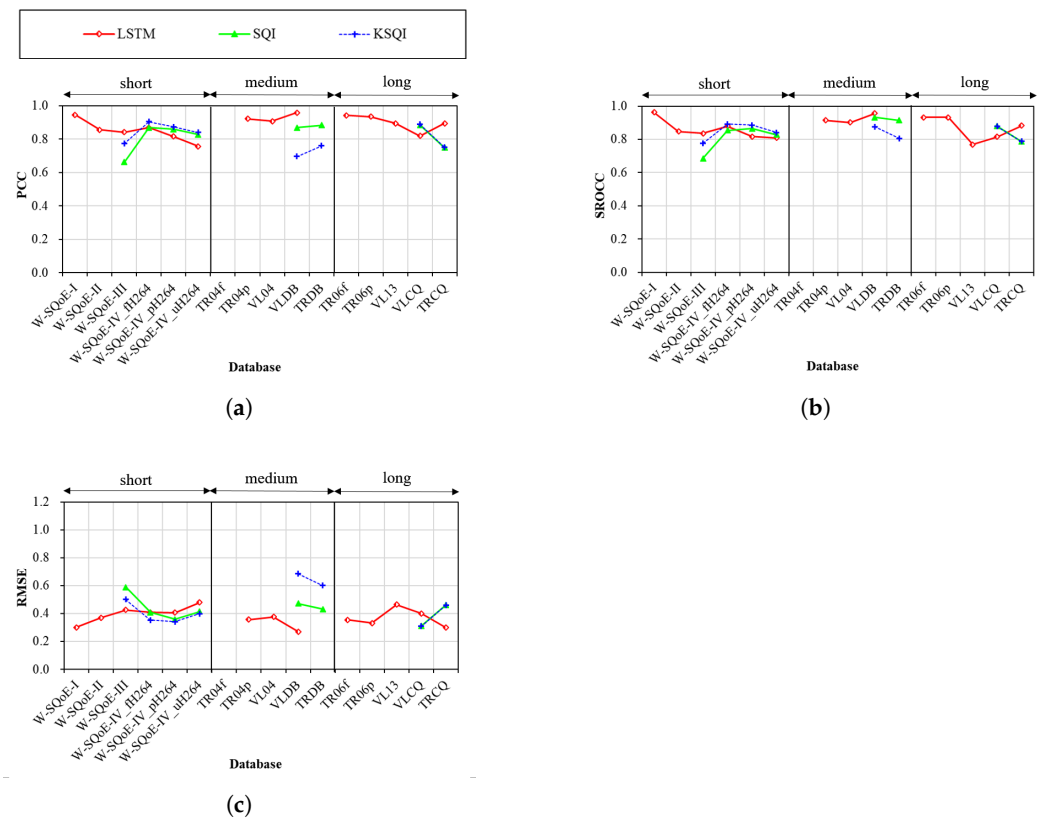 LSTM SQI KSQI
short medium long
1.0
0.8
0.6
0.4
0.2
0.0
PCC
W-SQoE-I
W-SQoE-II
W-SQoE-III
W-SQoE-IV_fH264
W-SQoE-IV_pH264
W-SQoE-IV_uH264
TR04f
TR04p
VL04
VLDB
TRDB
TR06f
TR06p
VL13
VLCQ
TRCQ
Database
(a)
short medium long
1.0
0.8
0.6
0.4
0.2
0.0
SROCC
W-SQoE-I
W-SQoE-II
W-SQoE-III
W-SQoE-IV_fH264
W-SQoE-IV_pH264
W-SQoE-IV_uH264
TR04f
TR04p
VL04
VLDB
TRDB
TR06f
TR06p
VL13
VLCQ
TRCQ
Database
(b)
short medium long
1.2
1.0
0.8
0.6
0.4
0.2
0.0
RMSE
W-SQoE-I
W-SQoE-II
W-SQoE-III
W-SQoE-IV_fH264
W-SQoE-IV_pH264
W-SQoE-IV_uH264
TR04f
TR04p
VL04
VLDB
TRDB
TR06f
TR06p
VL13
VLCQ
TRCQ
Database
(c)